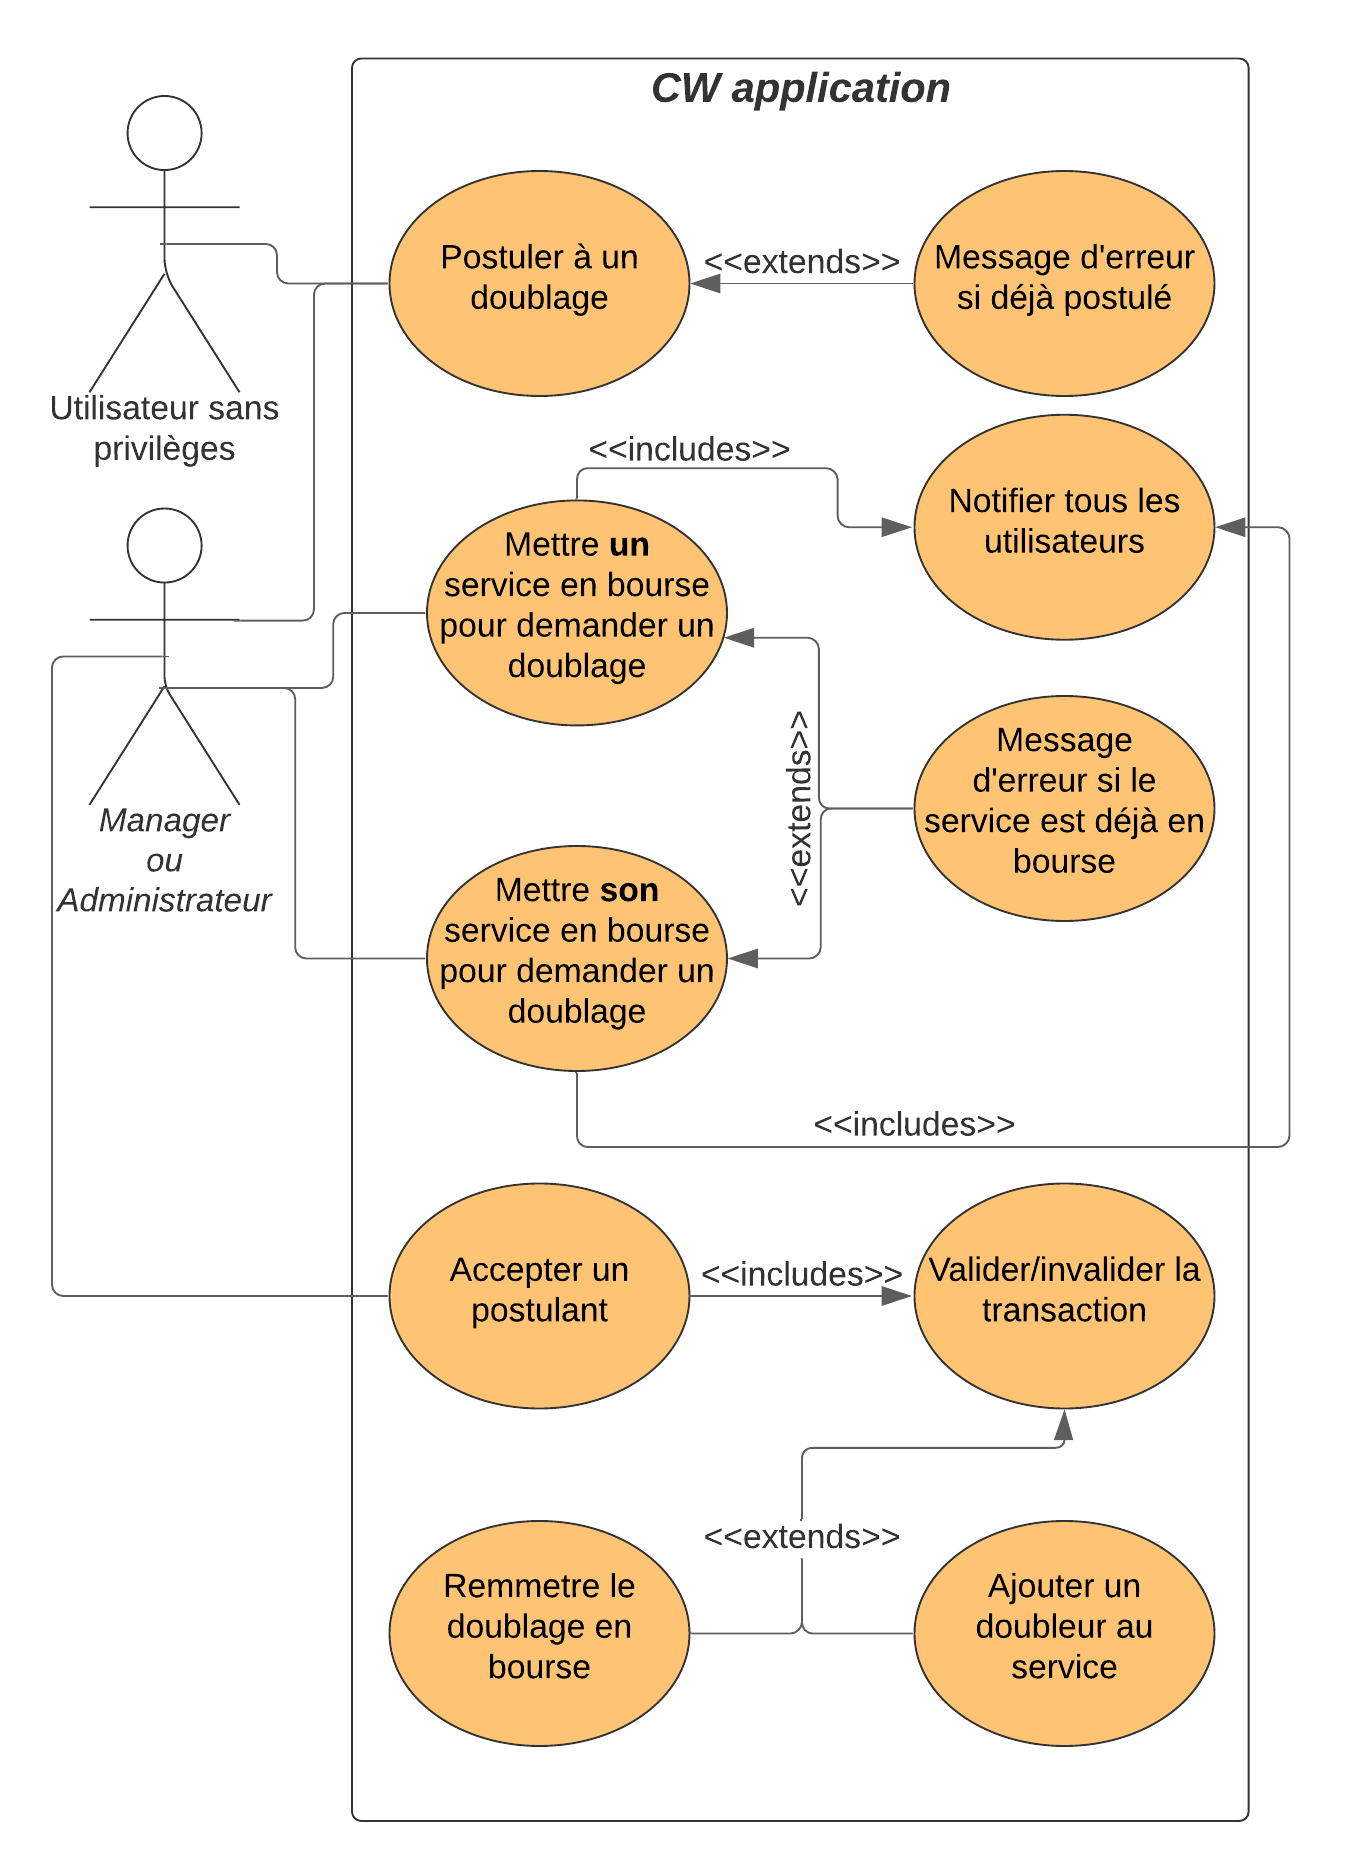 CW application
Utilisateur sans
privilèges
Postuler à un
doublage
<<extends>>
Message d'erreur
si déjà postulé
<<includes>>
Notifier tous les
utilisateurs
Manager
ou
Administrateur
Mettre un
service en bourse
pour demander un
doublage
<<extends>>
Message
d'erreur si le
service est déjà en
bourse
Mettre son
service en bourse
pour demander un
doublage
<<includes>>
Accepter un
postulant
<<includes>>
Valider/invalider la
transaction
<<extends>>
Remmetre le
doublage en
bourse
Ajouter un
doubleur au
service